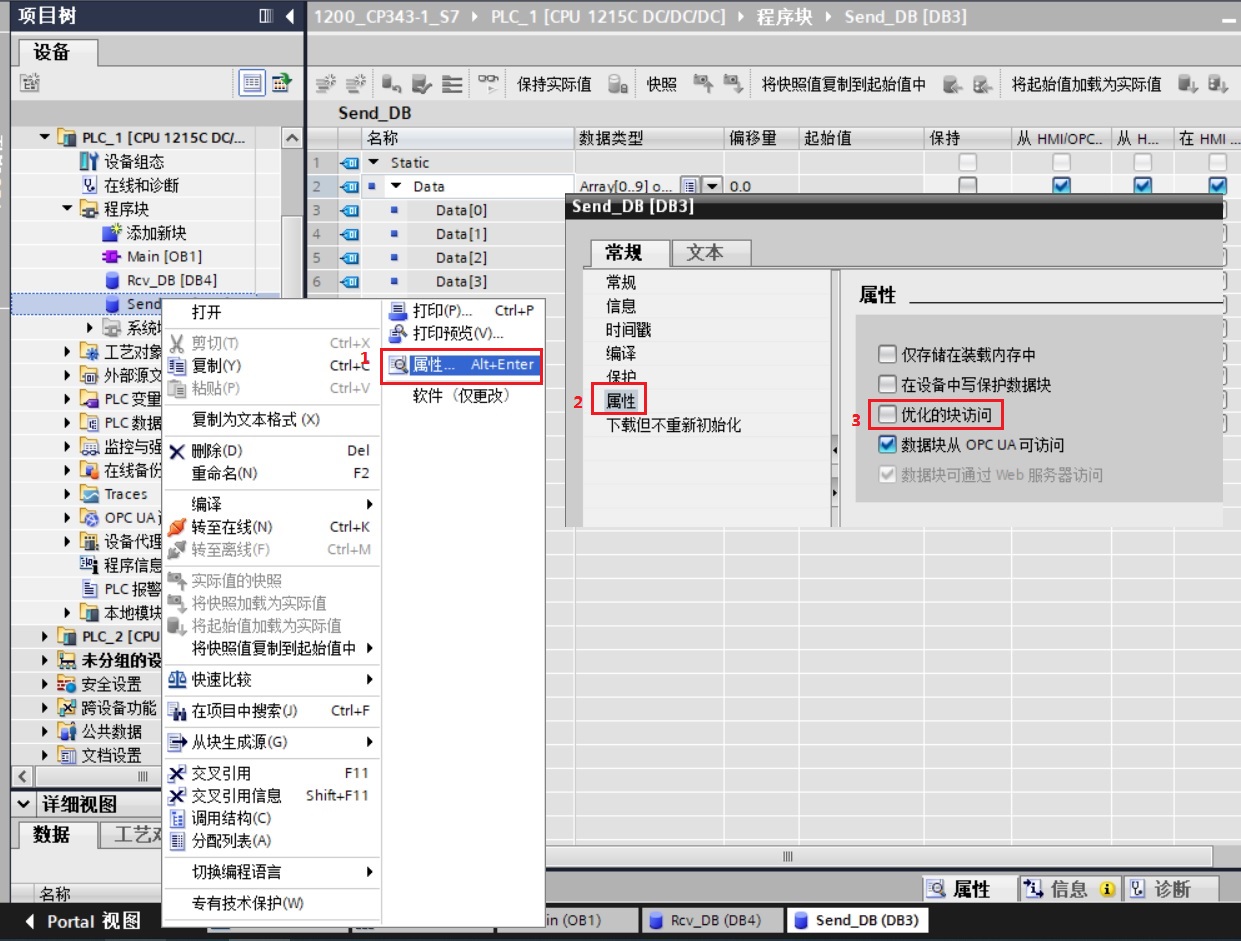 项目树
1200_CP343-1_S7 PLC_1 [CPU 1215C DC/DC/DC] 程序块 Send_DB [DB3]
设备
保持实际值 快照 将快照值复制到起始值中 将起始值加载为实际值
Send_DB
名称 数据类型 偏移量 起始值 保持 从 HMI/OPC.. 从 H... 在 HMI ...
1 Static
2 Data Array[0..9] o... 0.0
3 Data[0]
4 Data[1]
5 Data[2]
6 Data[3]
PLC_1 [CPU 1215C DC/...
设备组态
在线和诊断
程序块
添加新块
Main [OB1]
Rcv_DB [DB4]
Send
系统
工艺对象
外部源文
PLC 变量
PLC 数据
监控与强
在线备份
Traces
OPC UA
设备代理
程序信息
PLC 报警
本地模块
PLC_2 [CPU
未分组的设
安全设置
跨设备功能
公共数据
文档设置
详细视图
数据 工艺对
名称
Portal 视图
打开
剪切(T) Ctrl+X
复制(Y) Ctrl+C
粘贴(P) Ctrl+V
复制为文本格式 (X)
删除(D) Del
重命名(N) F2
编译
转至在线(N) Ctrl+K
转至离线(F) Ctrl+M
实际值的快照
将快照加载为实际值
将起始值加载为实际值
将快照值复制到起始值中
快速比较
在项目中搜索(J) Ctrl+F
从块生成源(G)
交叉引用 F11
交叉引用信息 Shift+F11
调用结构(C)
分配列表(A)
切换编程语言
专有技术保护(W)
打印(P)... Ctrl+P
打印预览(V)...
1
属性... Alt+Enter
软件（仅更改）
Send_DB [DB3]
常规 文本
常规
信息
时间戳
编译
保护
2
属性
下载但不重新初始化
属性
仅存储在装载内存中
在设备中写保护数据块
3
优化的块访问
数据块从 OPC UA 可访问
数据块可通过 Web 服务器访问
属性 信息 诊断
in (OB1) Rcv_DB (DB4) Send_DB (DB3)